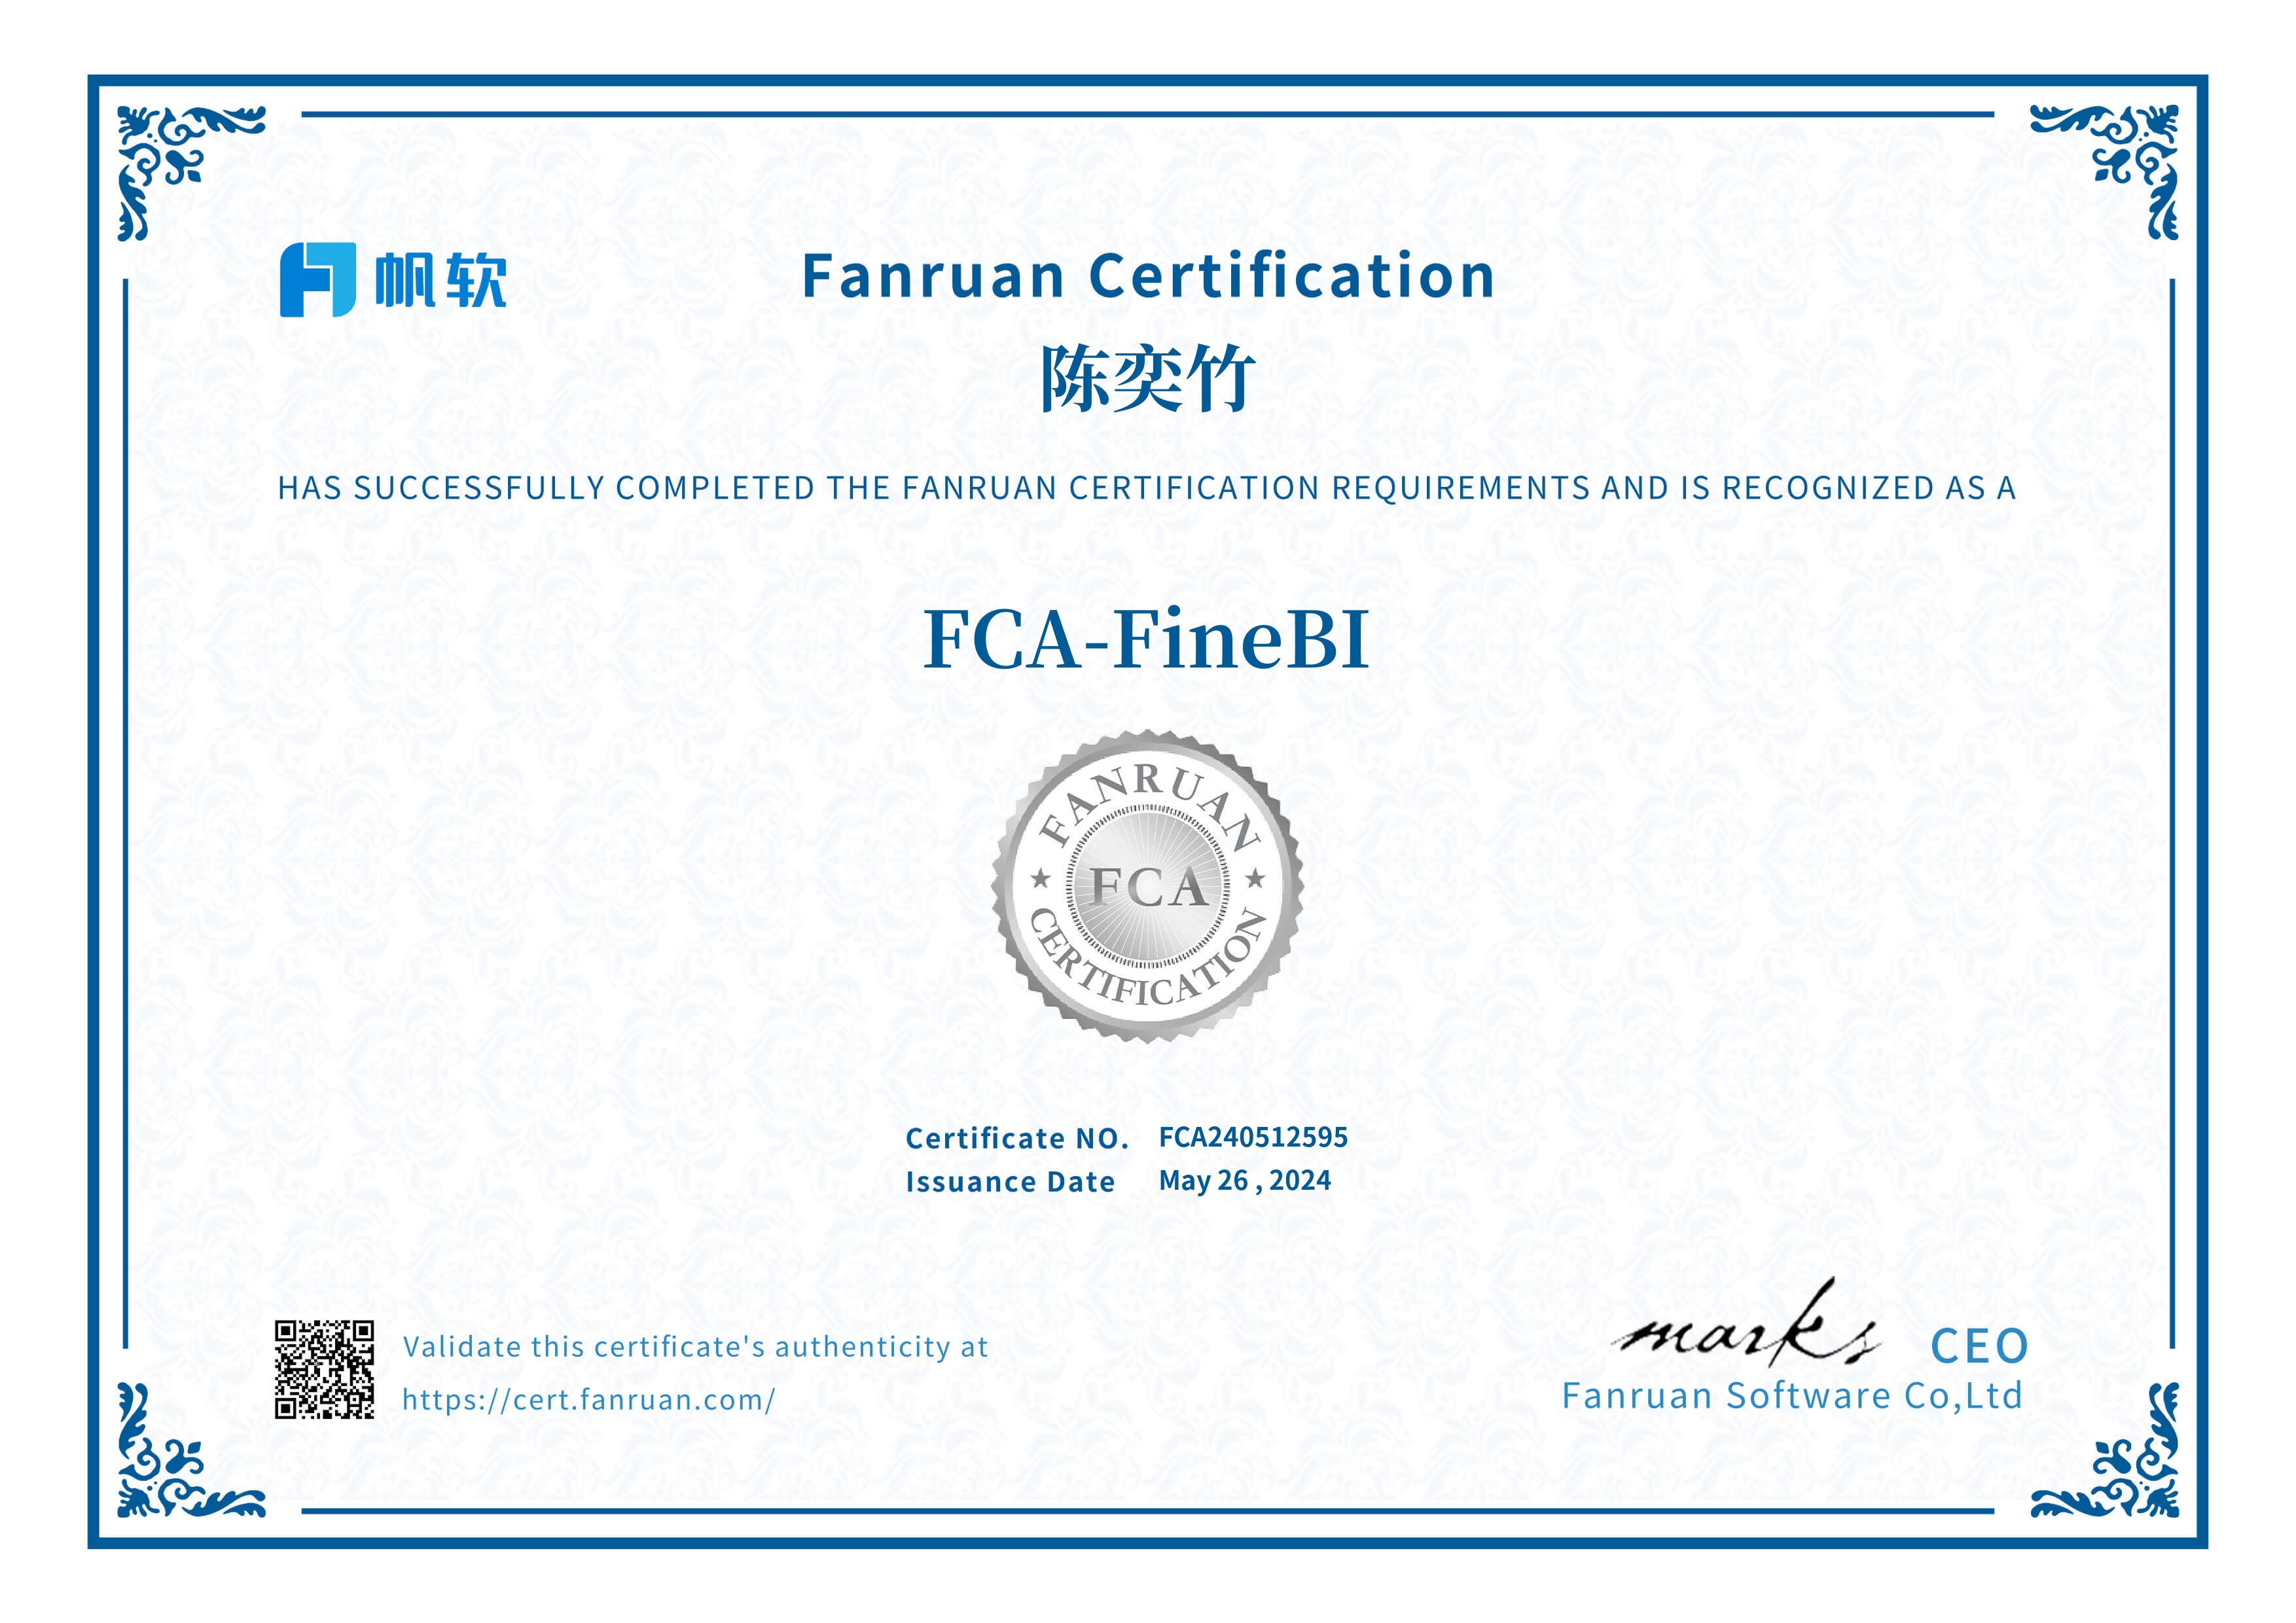 帆软
Fanruan Certification
陈奕竹
HAS SUCCESSFULLY COMPLETED THE FANRUAN CERTIFICATION REQUIREMENTS AND IS RECOGNIZED AS A
FCA-FineBI
FANRUAN
FCA
CERTIFICATION
Certificate NO. FCA240512595
Issuance Date May 26 , 2024
Validate this certificate's authenticity at
https://cert.fanruan.com/
marks CEO
Fanruan Software Co,Ltd